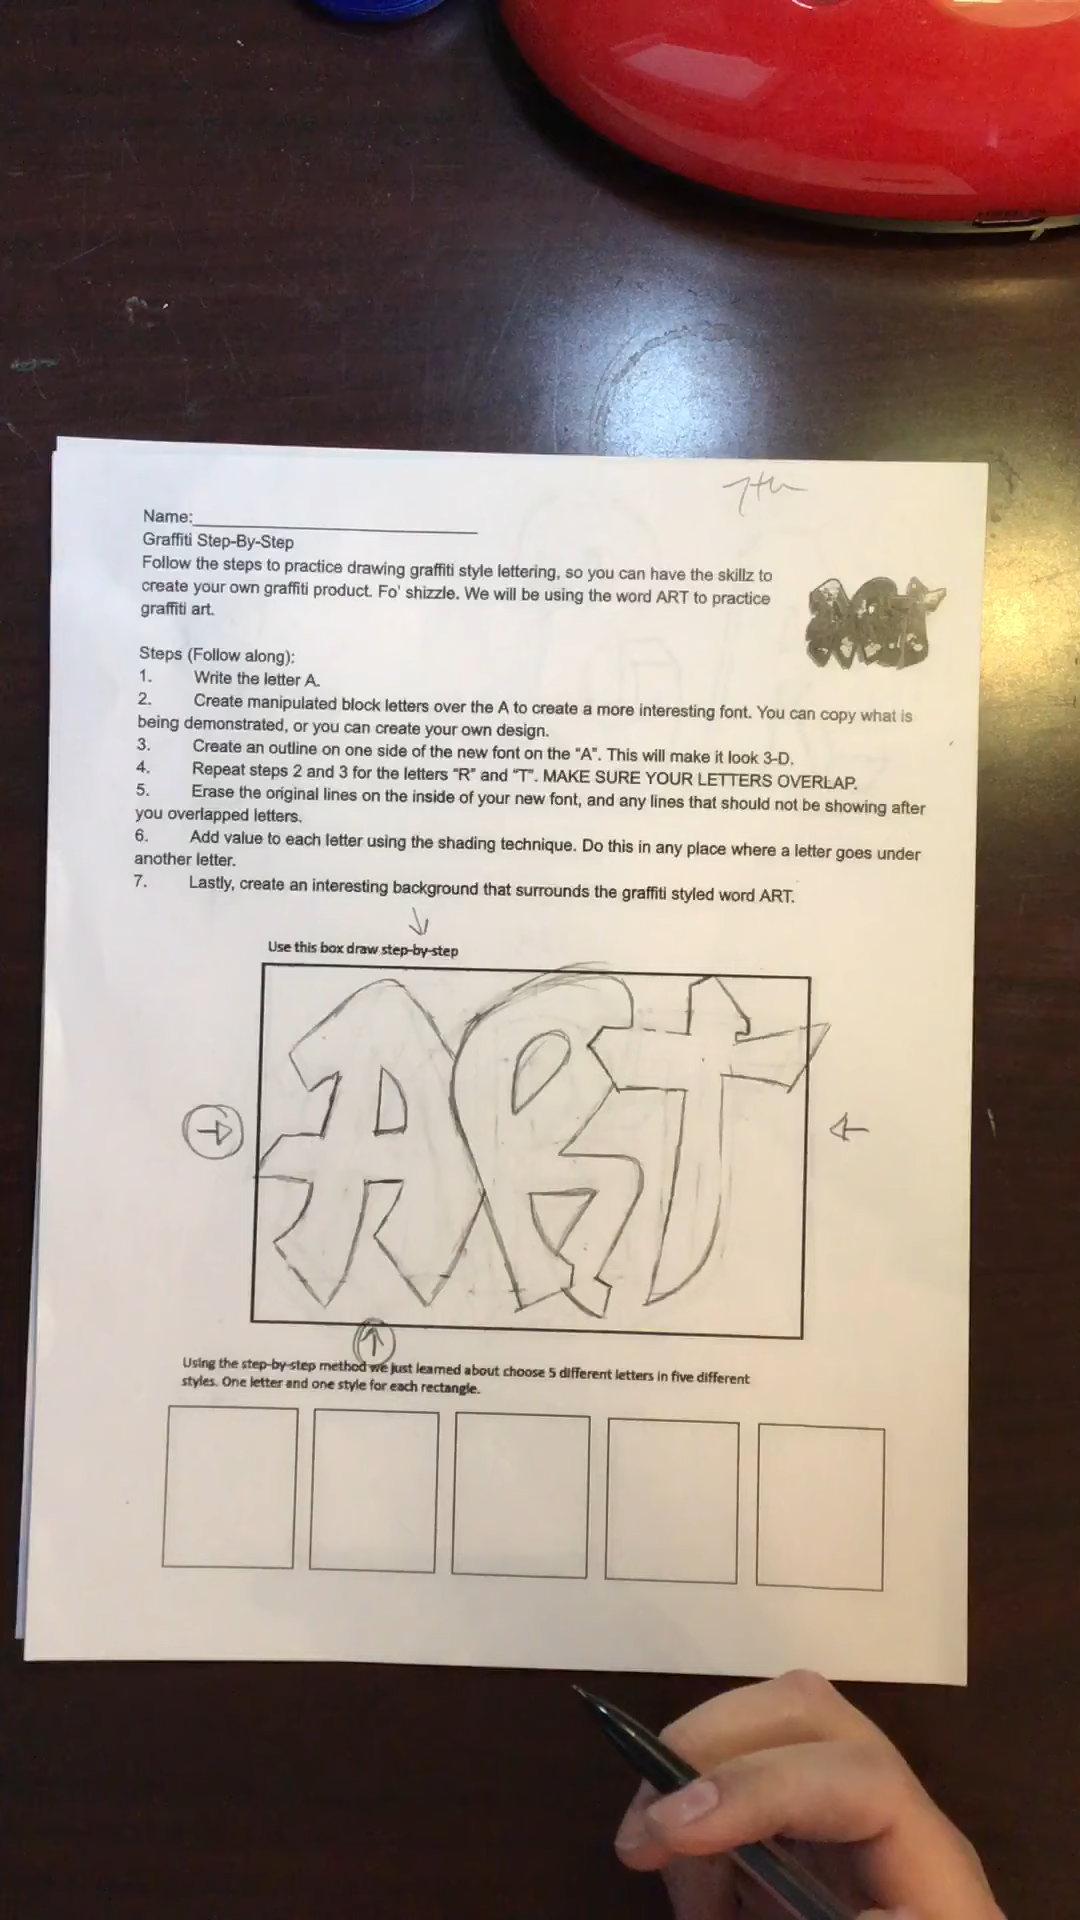 7th
Name:
Graffiti Step-By-Step
Follow the steps to practice drawing graffiti style lettering, so you can have the skillz to
create your own graffiti product. Fo' shizzle. We will be using the word ART to practice
graffiti art.
Steps (Follow along):
1. Write the letter A.
2. Create manipulated block letters over the A to create a more interesting font. You can copy what is
being demonstrated, or you can create your own design.
3. Create an outline on one side of the new font on the "A". This will make it look 3-D.
4. Repeat steps 2 and 3 for the letters "R" and "T". MAKE SURE YOUR LETTERS OVERLAP.
5. Erase the original lines on the inside of your new font, and any lines that should not be showing after
you overlapped letters.
6. Add value to each letter using the shading technique. Do this in any place where a letter goes under
another letter.
7. Lastly, create an interesting background that surrounds the graffiti styled word ART.
Use this box draw step-by-step
ART
Using the step-by-step method we just learned about choose 5 different letters in five different
styles. One letter and one style for each rectangle.